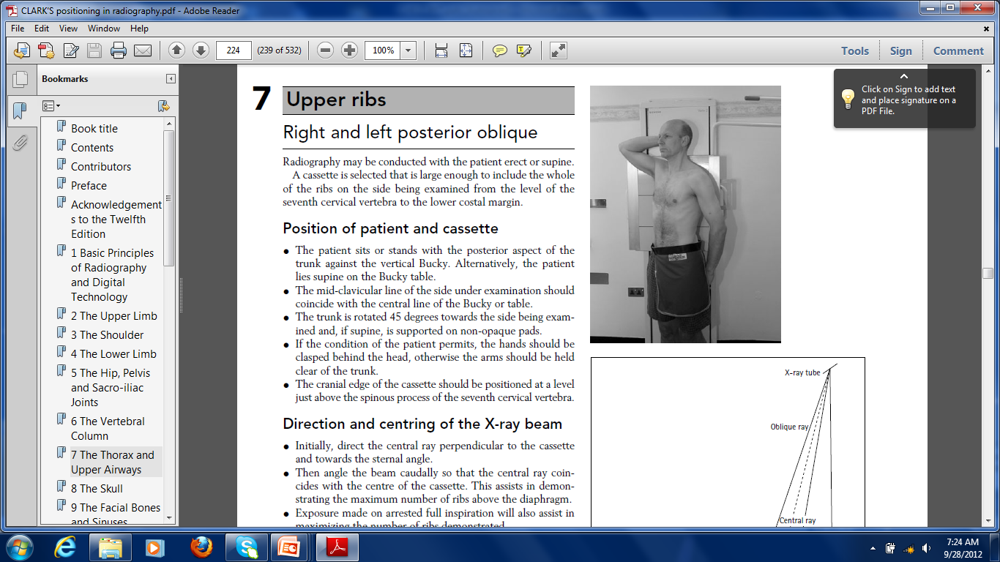 CLARK'S positioning in radiography.pdf - Adobe Reader
File Edit View Window Help
224 (239 of 532) 100% Tools Sign Comment
Bookmarks
Book title
Contents
Contributors
Preface
Acknowledgement
s to the Twelfth
Edition
1 Basic Principles
of Radiography
and Digital
Technology
2 The Upper Limb
3 The Shoulder
4 The Lower Limb
5 The Hip, Pelvis
and Sacro-iliac
Joints
6 The Vertebral
Column
7 The Thorax and
Upper Airways
8 The Skull
9 The Facial Bones
and Sinuses
7 Upper ribs
Right and left posterior oblique
Radiography may be conducted with the patient erect or supine.
A cassette is selected that is large enough to include the whole
of the ribs on the side being examined from the level of the
seventh cervical vertebra to the lower costal margin.
Position of patient and cassette
● The patient sits or stands with the posterior aspect of the
trunk against the vertical Bucky. Alternatively, the patient
lies supine on the Bucky table.
● The mid-clavicular line of the side under examination should
coincide with the central line of the Bucky or table.
● The trunk is rotated 45 degrees towards the side being exam-
ined and, if supine, is supported on non-opaque pads.
● If the condition of the patient permits, the hands should be
clasped behind the head, otherwise the arms should be held
clear of the trunk.
● The cranial edge of the cassette should be positioned at a level
just above the spinous process of the seventh cervical vertebra.
Direction and centring of the X-ray beam
● Initially, direct the central ray perpendicular to the cassette
and towards the sternal angle.
● Then angle the beam caudally so that the central ray coin-
cides with the centre of the cassette. This assists in demon-
strating the maximum number of ribs above the diaphragm.
● Exposure made on arrested full inspiration will also assist in
maximizing the number of ribs demonstrated.
X-ray tube
Oblique ray
Central ray
Click on Sign to add text
and place signature on a
PDF File.
7:24 AM
9/28/2012